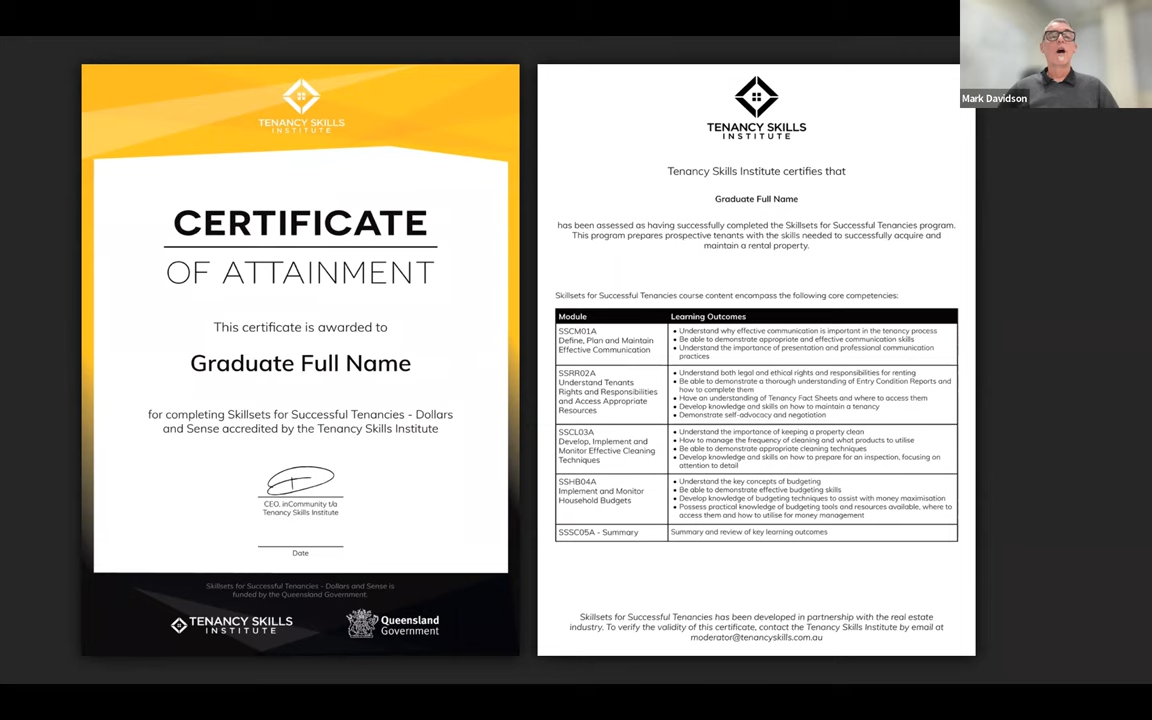 TENANCY SKILLS
INSTITUTE
CERTIFICATE
OF ATTAINMENT
This certificate is awarded to
Graduate Full Name
for completing Skillsets for Successful Tenancies - Dollars
and Sense accredited by the Tenancy Skills Institute
CEO, inCommunity t/a
Tenancy Skills Institute
Date
Skillsets for Successful Tenancies - Dollars and Sense is
funded by the Queensland Government.
TENANCY SKILLS
INSTITUTE
Queensland
Government
TENANCY SKILLS
INSTITUTE
Tenancy Skills Institute certifies that
Graduate Full Name
has been assessed as having successfully completed the Skillsets for Successful Tenancies program.
This program prepares prospective tenants with the skills needed to successfully acquire and
maintain a rental property.
Skillsets for Successful Tenancies course content encompass the following core competencies:
Module
Learning Outcomes
SSCM01A
Define, Plan and Maintain
Effective Communication
• Understand why effective communication is important in the tenancy process
• Be able to demonstrate appropriate and effective communication skills
• Understand the importance of presentation and professional communication
practices
SSRR02A
Understand Tenants
Rights and Responsibilities
and Access Appropriate
Resources
• Understand both legal and ethical rights and responsibilities for renting
• Be able to demonstrate a thorough understanding of Entry Condition Reports and
how to complete them
• Have an understanding of Tenancy Fact Sheets and where to access them
• Develop knowledge and skills on how to maintain a tenancy
• Demonstrate self-advocacy and negotiation
SSCL03A
Develop, Implement and
Monitor Effective Cleaning
Techniques
• Understand the importance of keeping a property clean
• How to manage the frequency of cleaning and what products to utilise
• Be able to demonstrate appropriate cleaning techniques
• Develop knowledge and skills on how to prepare for an inspection, focusing on
attention to detail
SSHB04A
Implement and Monitor
Household Budgets
• Understand the key concepts of budgeting
• Be able to demonstrate effective budgeting skills
• Develop knowledge of budgeting techniques to assist with money maximisation
• Possess practical knowledge of budgeting tools and resources available, where to
access them and how to utilise for money management
SSSC05A - Summary
Summary and review of key learning outcomes
Skillsets for Successful Tenancies has been developed in partnership with the real estate
industry. To verify the validity of this certificate, contact the Tenancy Skills Institute by email at
moderator@tenancyskills.com.au
Mark Davidson